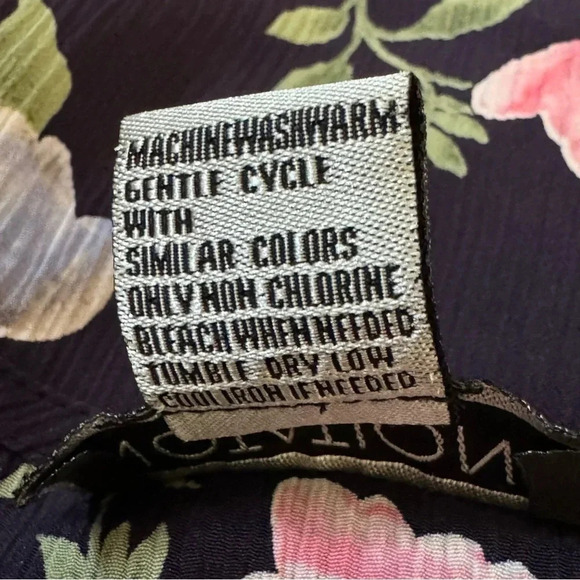 MACHINEWASHWARM
GENTLE CYCLE
WITH
SIMILAR COLORS
ONLY NON CHLORINE
BLEACH WHEN NEEDED
TUMBLE DRY LOW
COOL IRON IF NEEDED